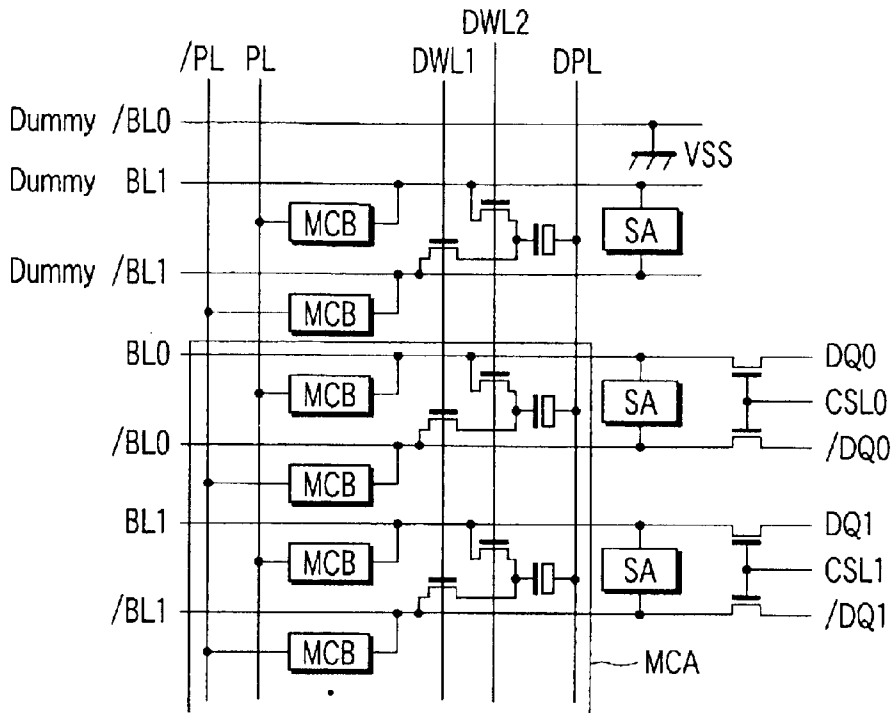 DWL2
/PL PL DWL1 DPL
Dummy /BL0
VSS
Dummy BL1
MCB SA
Dummy /BL1
MCB
BL0 DQ0
MCB SA CSL0
/BL0 /DQ0
MCB
BL1 DQ1
MCB SA CSL1
/BL1 /DQ1
MCB MCA